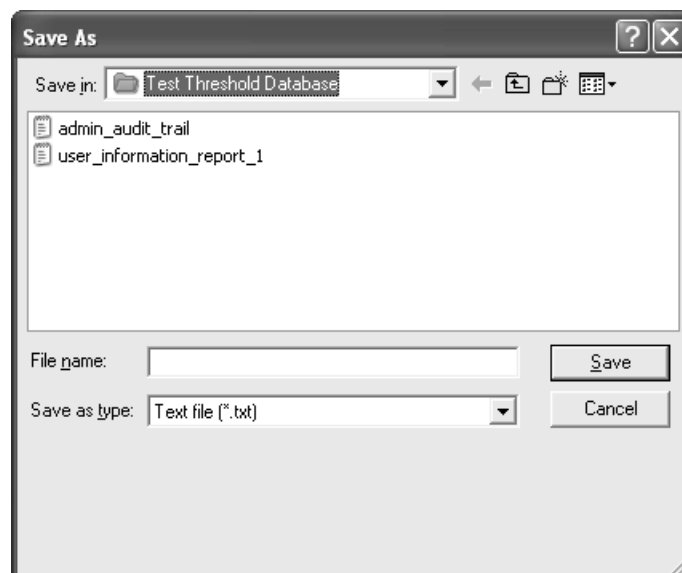 Save As
Save in: Test Threshold Database
admin_audit_trail
user_information_report_1
File name: Save
Save as type: Text file (*.txt) Cancel